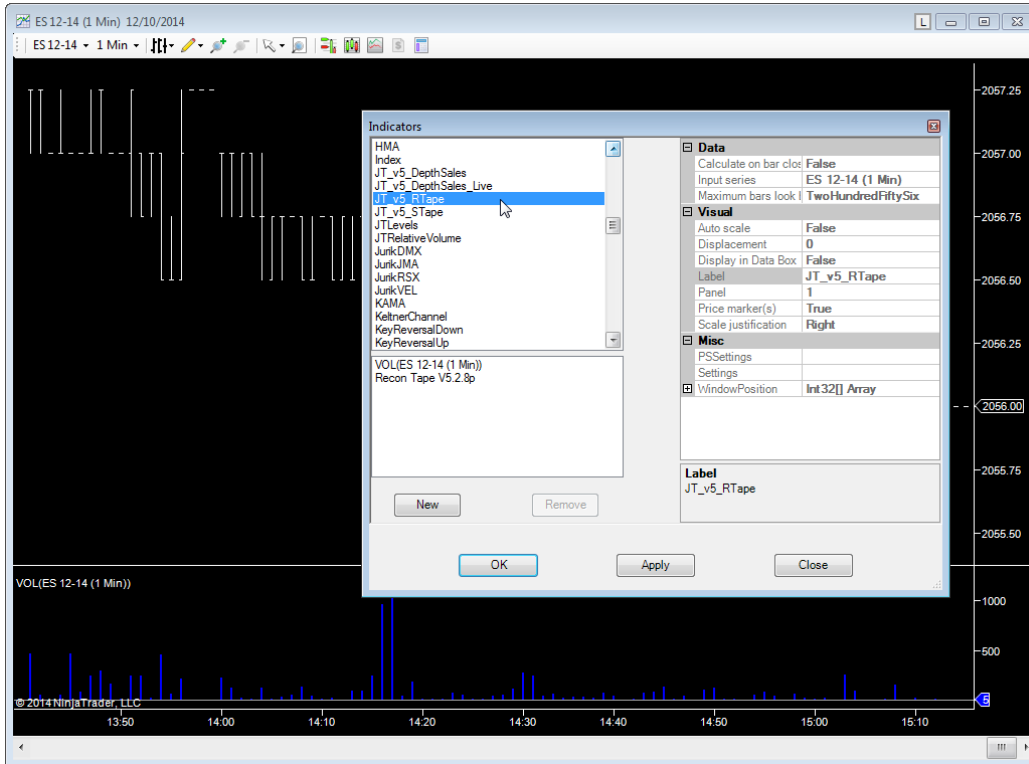 ES 12-14 (1 Min)  12/10/2014
L
ES 12-14 1 Min
Indicators
HMA
Index
JT_v5_DepthSales
JT_v5_DepthSales_Live
JT_v5_RTape
JT_v5_STape
JTLevels
JTRelativeVolume
JurikDMX
JurikJMA
JurikRSX
JurikVEL
KAMA
KeltnerChannel
KeyReversalDown
KeyReversalUp
VOL(ES 12-14 (1 Min))
Recon Tape V5.2.8p
New Remove
Data
Calculate on bar clos False
Input series ES 12-14 (1 Min)
Maximum bars look l TwoHundredFiftySix
Visual
Auto scale False
Displacement 0
Display in Data Box False
Label JT_v5_RTape
Panel 1
Price marker(s) True
Scale justification Right
Misc
PSSettings
Settings
WindowPosition Int32[] Array
Label
JT_v5_RTape
OK Apply Close
2057.25
2057.00
2056.75
2056.50
2056.25
2056.00
2055.75
2055.50
VOL(ES 12-14 (1 Min))
1000
500
5
© 2014 NinjaTrader, LLC
13:50 14:00 14:10 14:20 14:30 14:40 14:50 15:00 15:10